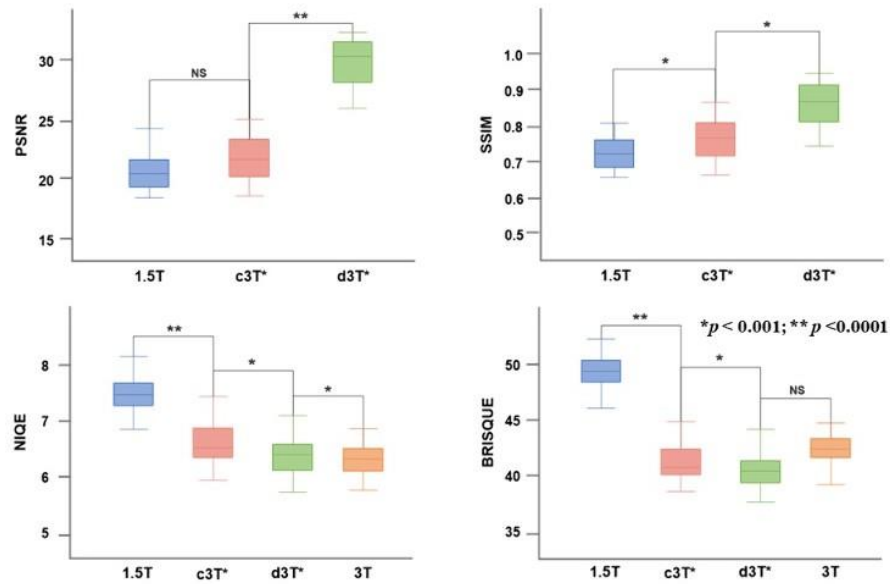 PSNR
30
25
20
15
NS
**
1.5T c3T* d3T*
SSIM
1.0
0.9
0.8
0.7
0.6
0.5
*
*
1.5T c3T* d3T*
NIQE
8
7
6
5
**
*
*
1.5T c3T* d3T* 3T
BRISQUE
50
45
40
35
**
*
NS
*p < 0.001; ** p <0.0001
1.5T c3T* d3T* 3T